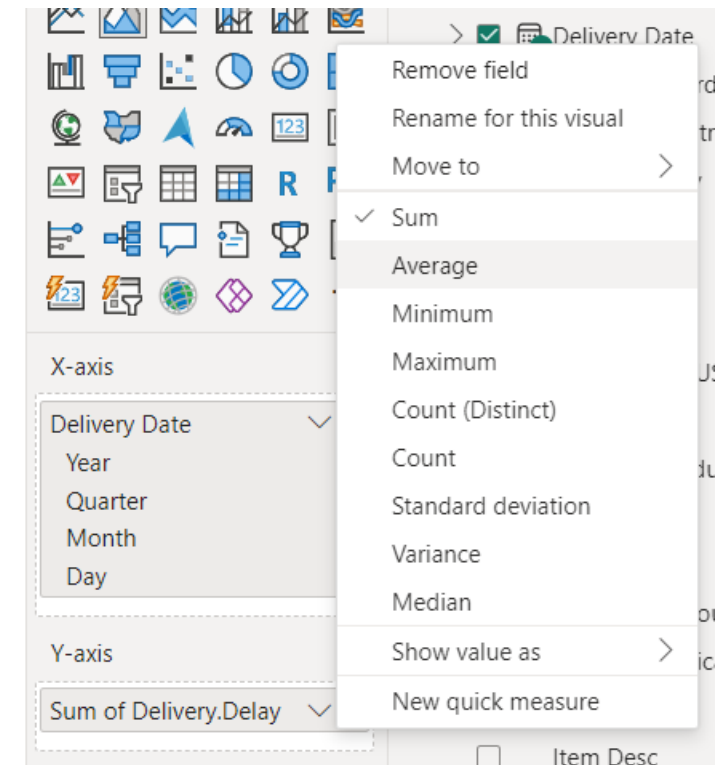 Delivery Date
Remove field
Rename for this visual
Move to
Sum
Average
Minimum
Maximum
Count (Distinct)
Count
Standard deviation
Variance
Median
Show value as
New quick measure
123
R
123
X-axis
Delivery Date
Year
Quarter
Month
Day
Y-axis
Sum of Delivery.Delay
Item Desc